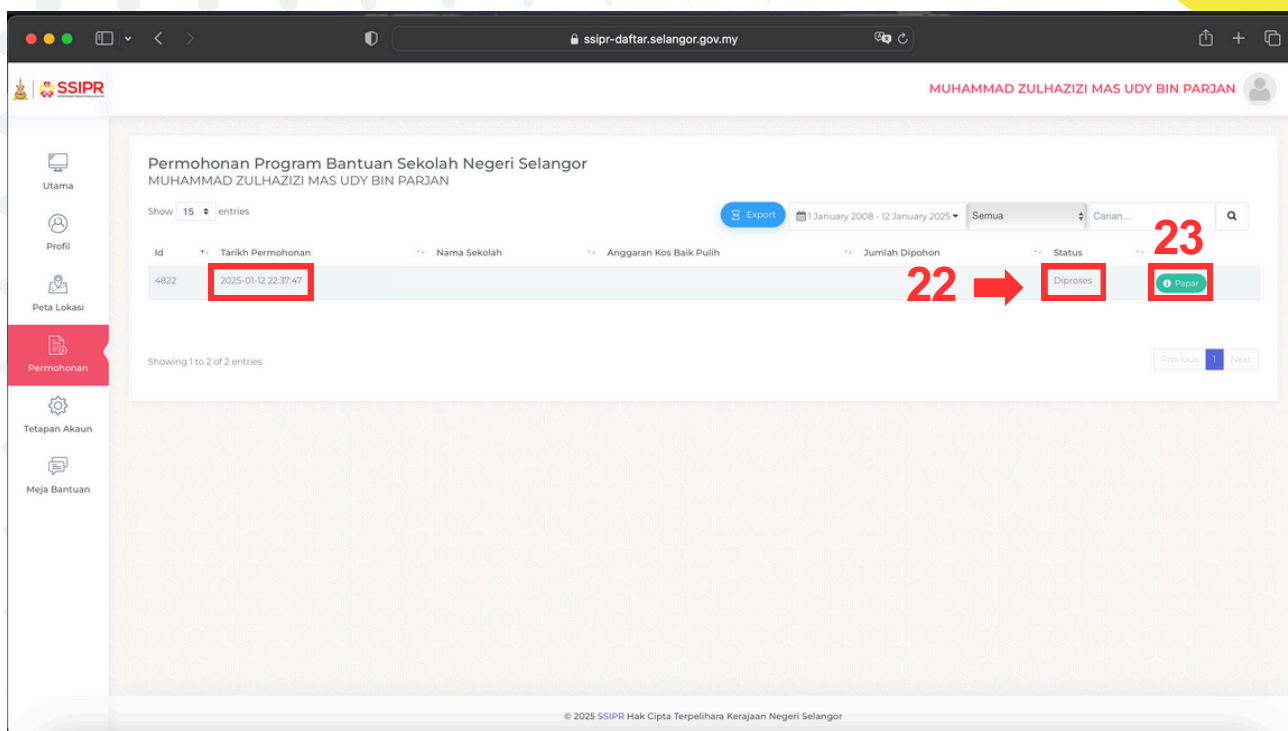 ssipr-daftar.selangor.gov.my
SSIPR
MUHAMMAD ZULHAZIZI MAS UDY BIN PARJAN
Utama
Profil
Peta Lokasi
Permohonan
Tetapan Akaun
Meja Bantuan
Permohonan Program Bantuan Sekolah Negeri Selangor
MUHAMMAD ZULHAZIZI MAS UDY BIN PARJAN
Show 15 entries
Export 1 January 2008 - 12 January 2025 Semua Carian...
23
Id Tarikh Permohonan Nama Sekolah Anggaran Kos Baik Pulih Jumlah Dipohon Status
22
4822 2025-01-12 22:37:47 Diproses Papar
Showing 1 to 2 of 2 entries
Previous 1 Next
© 2025 SSIPR Hak Cipta Terpelihara Kerajaan Negeri Selangor